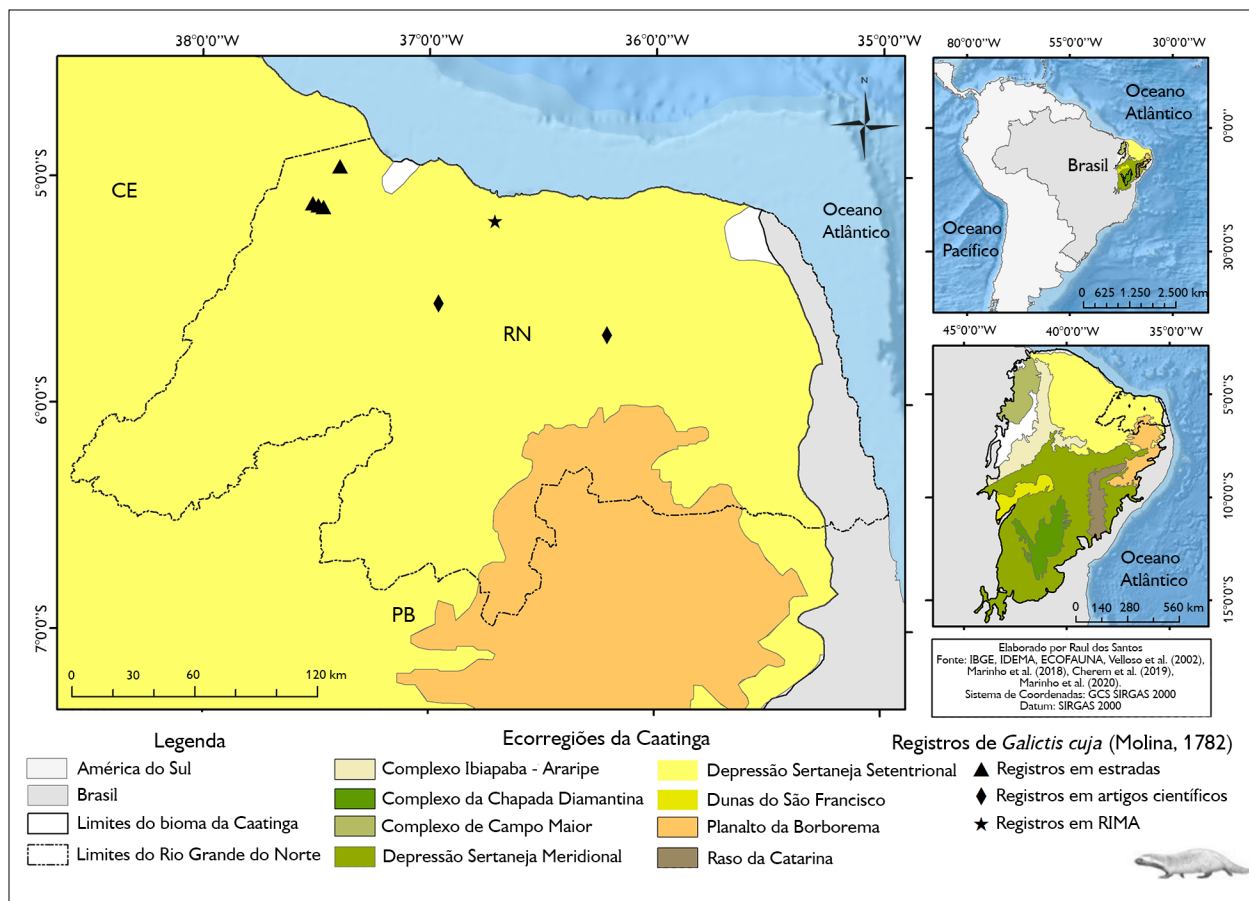 38°0'0"W 37°0'0"W 36°0'0"W 35°0'0"W
5°0'0"S
6°0'0"S
7°0'0"S
CE
RN
PB
N
Oceano
Atlântico
0 30 60 120 km
80°0'0"W 55°0'0"W 30°0'0"W
0°0'0"
30°0'0"S
Oceano
Atlântico
Brasil
Oceano
Pacífico
0 625 1.250 2.500 km
45°0'0"W 40°0'0"W 35°0'0"W
5°0'0"S
10°0'0"S
15°0'0"S
Oceano
Atlântico
0 140 280 560 km
Elaborado por Raul dos Santos
Fonte: IBGE, IDEMA, ECOFAUNA, Velloso et al. (2002),
Marinho et al. (2018), Cherem et al. (2019),
Marinho et al. (2020).
Sistema de Coordenadas: GCS SIRGAS 2000
Datum: SIRGAS 2000
Legenda
América do Sul
Brasil
Limites do bioma da Caatinga
Limites do Rio Grande do Norte
Ecorregiões da Caatinga
Complexo Ibiapaba - Araripe
Complexo da Chapada Diamantina
Complexo de Campo Maior
Depressão Sertaneja Meridional
Depressão Sertaneja Setentrional
Dunas do São Francisco
Planalto da Borborema
Raso da Catarina
Registros de Galictis cuja (Molina, 1782)
Registros em estradas
Registros em artigos científicos
Registros em RIMA